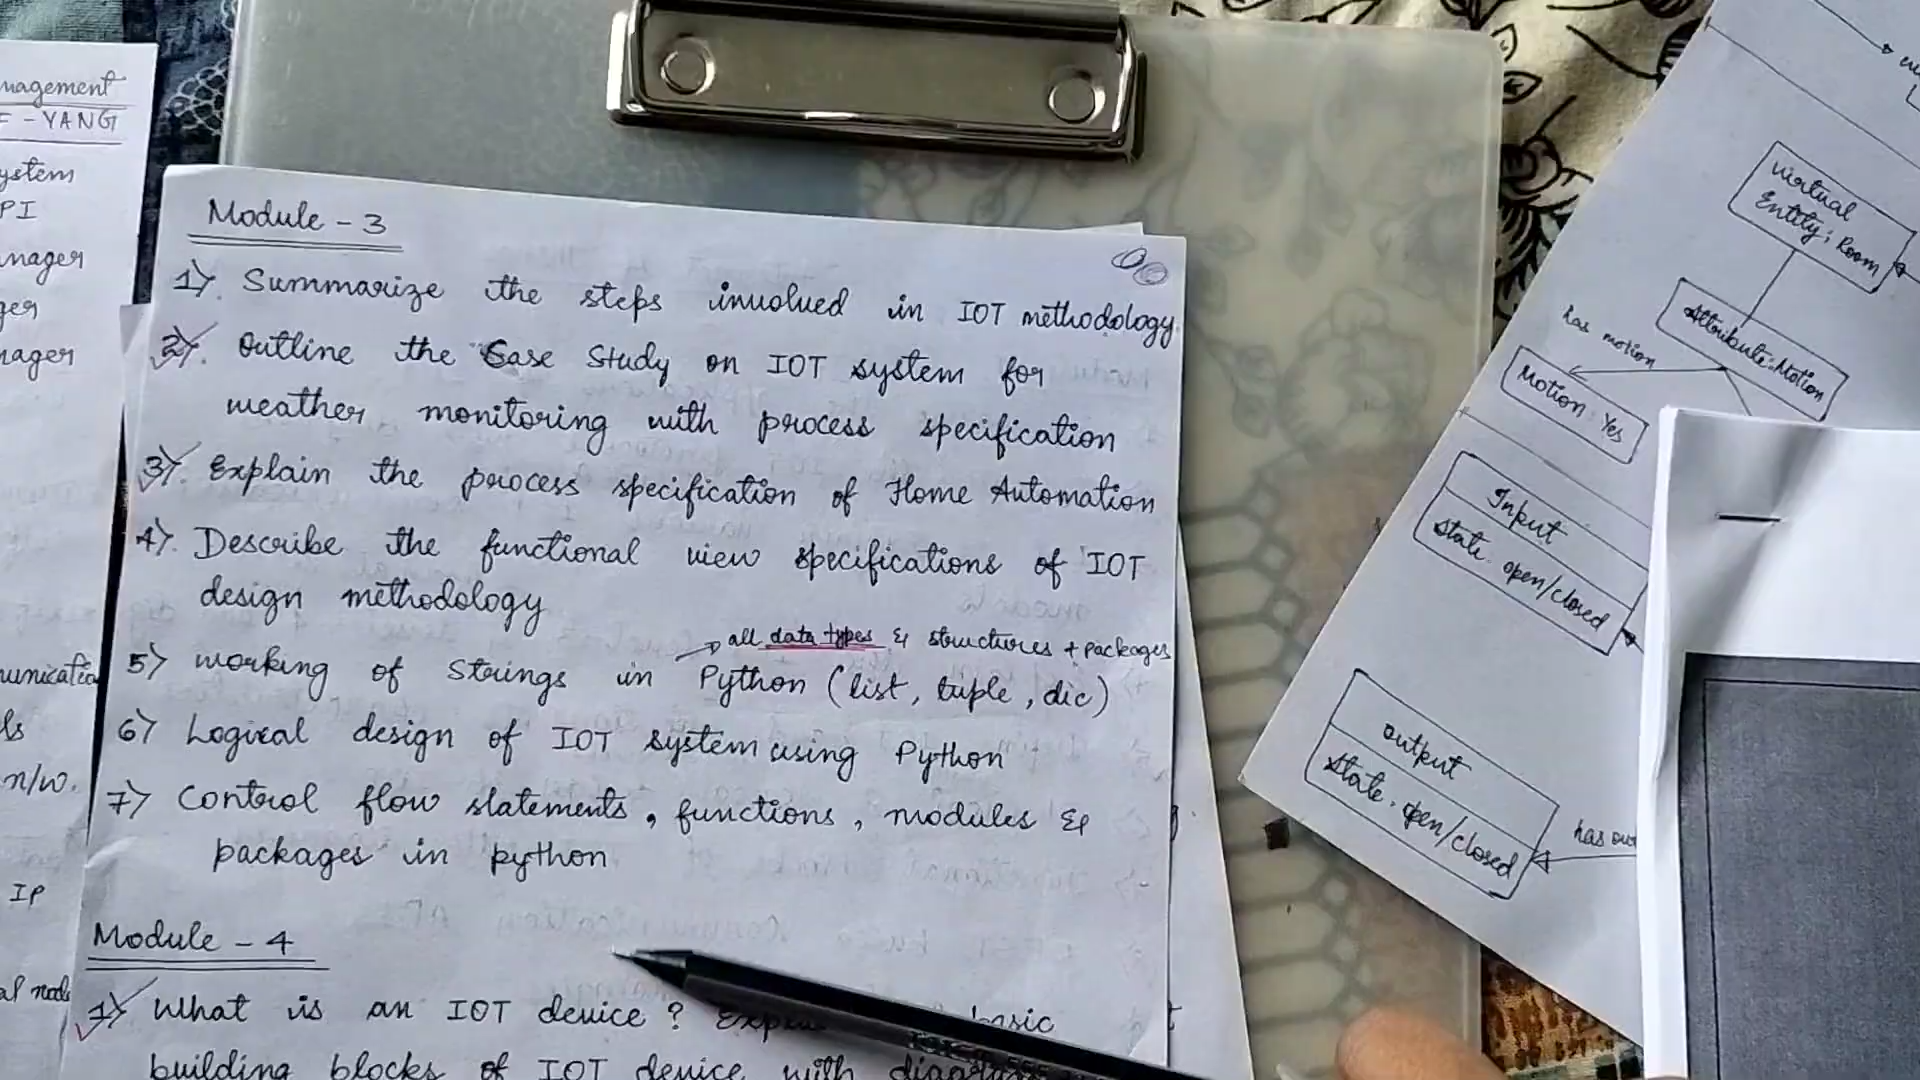 nagement
F - YANG
ystem
PI
nager
ger
nager
unicatio
ls
n/w.
IP
al node
Module - 3
1) Summarize the steps involved in IOT methodology
2) Outline the Case Study on IOT system for
weather monitoring with process specification
3) Explain the process specification of Home Automation
4) Describe the functional view specifications of IOT
design methodology
→ all data types & structures + packages
5) Working of Strings in Python (list, tuple, dic)
6) Logical design of IOT system using Python
7) Control flow statements, functions, modules &
packages in python
Module - 4
1) What is an IOT device? Expla basic
building blocks of IOT device with diagram
virtual
Entity: Room
Attribute: Motion
has motion
Motion: Yes
Input
State: open/closed
output
State: open/closed
has out